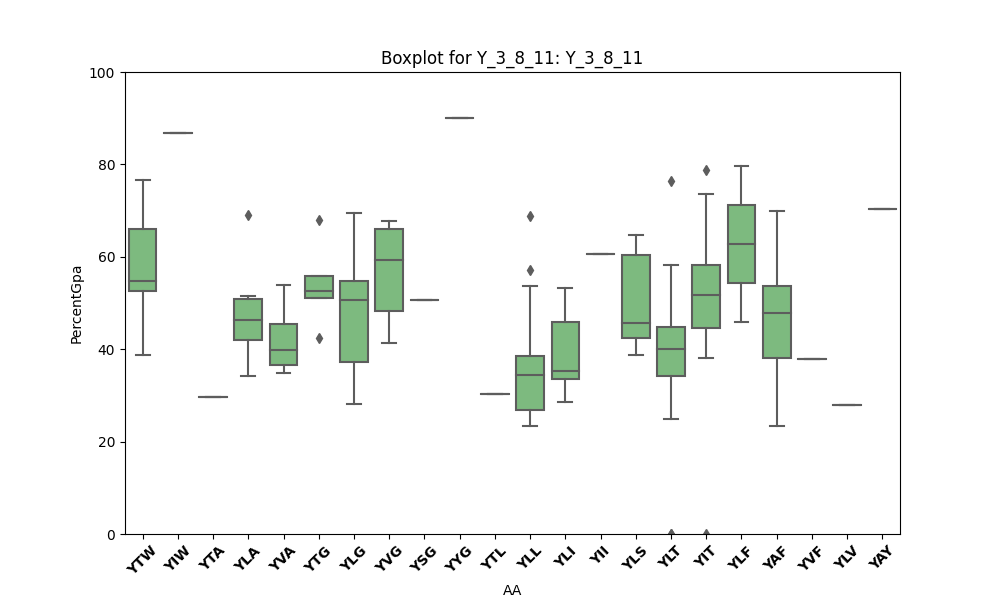 Boxplot for Y_3_8_11: Y_3_8_11
100
80
60
40
20
0
PercentGpa
YTW YIW YTA YLA YVA YTG YLG YVG YSG YYG YTL YLL YLI YII YLS YLT YIT YLF YAF YVF YLV YAY
AA